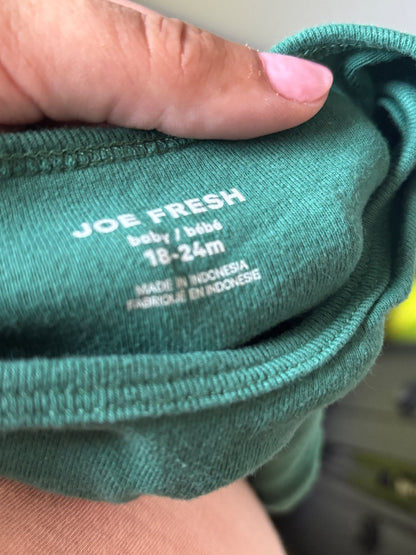 JOE FRESH
baby / bébé
18-24m
MADE IN INDONESIA
FABRIQUÉ EN INDONÉSIE